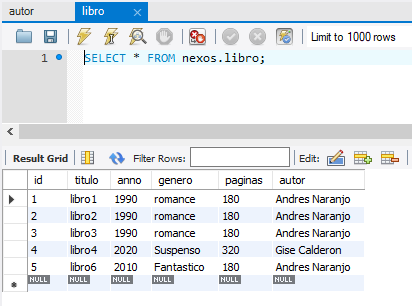 autor libro
Limit to 1000 rows
1 SELECT * FROM nexos.libro;
Result Grid Filter Rows: Edit:
id titulo anno genero paginas autor
1 libro1 1990 romance 180 Andres Naranjo
2 libro2 1990 romance 180 Andres Naranjo
3 libro3 1990 romance 180 Andres Naranjo
4 libro4 2020 Suspenso 320 Gise Calderon
5 libro6 2010 Fantastico 180 Andres Naranjo
NULL NULL NULL NULL NULL NULL